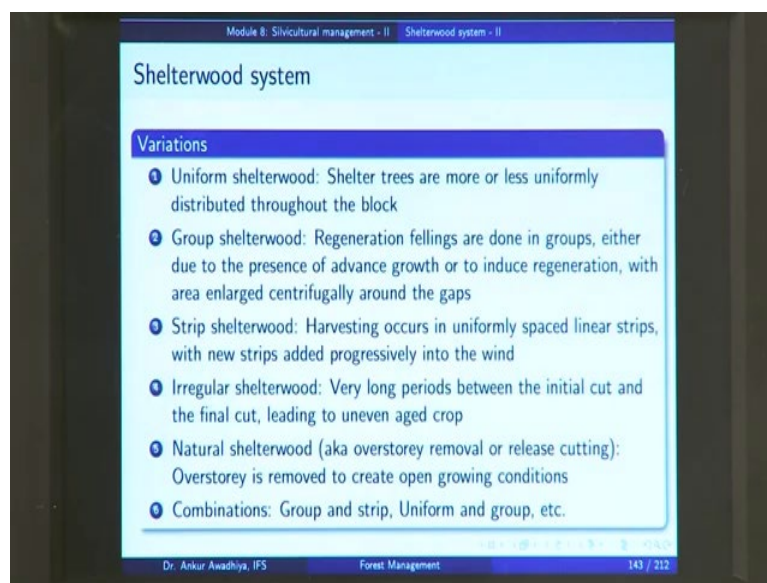 Module 8: Silvicultural management - II Shelterwood system - II
Shelterwood system
Variations
1 Uniform shelterwood: Shelter trees are more or less uniformly
distributed throughout the block
2 Group shelterwood: Regeneration fellings are done in groups, either
due to the presence of advance growth or to induce regeneration, with
area enlarged centrifugally around the gaps
3 Strip shelterwood: Harvesting occurs in uniformly spaced linear strips,
with new strips added progressively into the wind
4 Irregular shelterwood: Very long periods between the initial cut and
the final cut, leading to uneven aged crop
5 Natural shelterwood (aka overstorey removal or release cutting):
Overstorey is removed to create open growing conditions
6 Combinations: Group and strip, Uniform and group, etc.
Dr. Ankur Awadhiya, IFS Forest Management 143 / 212